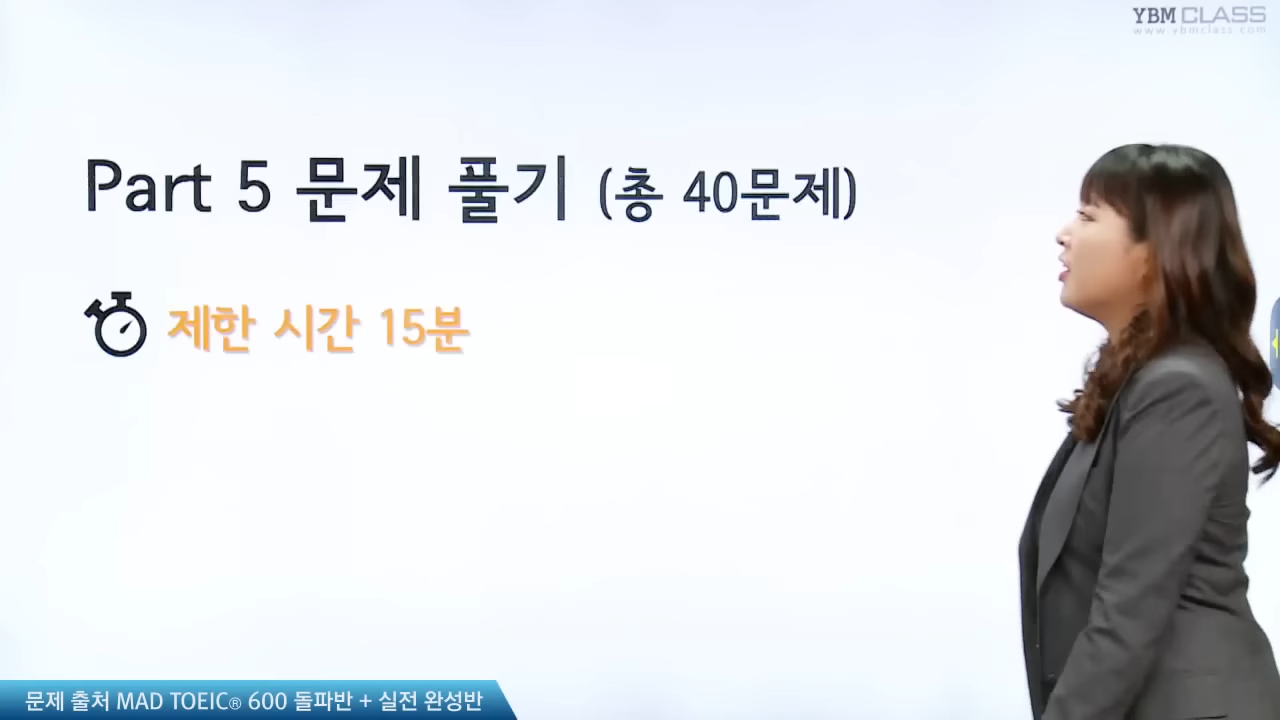 YBM CLASS
www.ybmclass.com
Part 5 문제 풀기 (총 40문제)
제한 시간 15분
문제 출처 MAD TOEIC® 600 돌파반 + 실전 완성반